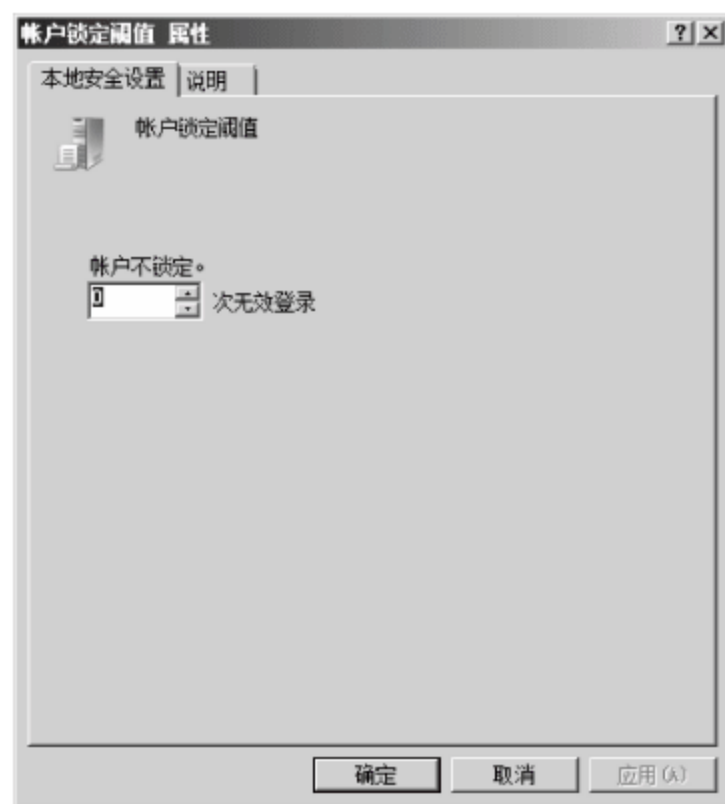 帐户锁定阈值 属性
本地安全设置 说明
帐户锁定阈值
帐户不锁定。
0 次无效登录
确定 取消 应用(A)